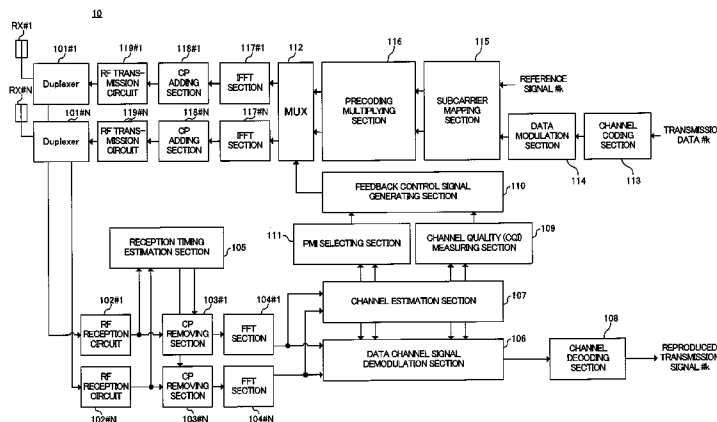 10
RX#1
RX#N
101#1
119#1
118#1
117#1
112
116
115
Duplexer
RF TRANS-
MISSION
CIRCUIT
CP
ADDING
SECTION
IFFT
SECTION
MUX
PRECODING
MULTIPLYING
SECTION
SUBCARRIER
MAPPING
SECTION
REFERENCE
SIGNAL #k
101#N
119#N
118#N
117#N
Duplexer
RF TRANS-
MISSION
CIRCUIT
CP
ADDING
SECTION
IFFT
SECTION
DATA
MODULATION
SECTION
114
CHANNEL
CODING
SECTION
113
TRANSMISSION
DATA #k
FEEDBACK CONTROL SIGNAL
GENERATING SECTION
110
RECEPTION TIMING
ESTIMATION SECTION
105
111
PMI SELECTING SECTION
CHANNEL QUALITY (CQI)
MEASURING SECTION
109
102#1
103#1
104#1
RF
RECEPTION
CIRCUIT
CP
REMOVING
SECTION
FFT
SECTION
CHANNEL ESTIMATION SECTION
107
DATA CHANNEL SIGNAL
DEMODULATION SECTION
106
108
CHANNEL
DECODING
SECTION
REPRODUCED
TRANSMISSION
SIGNAL #k
RF
RECEPTION
CIRCUIT
CP
REMOVING
SECTION
FFT
SECTION
102#N
103#N
104#N